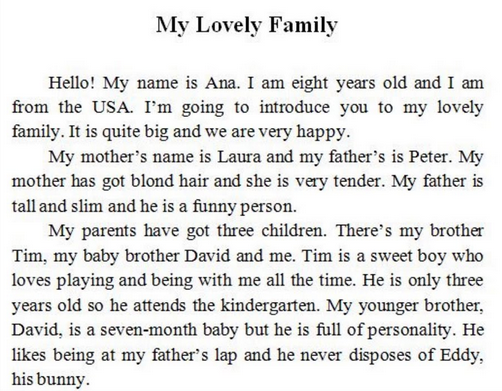 My Lovely Family
Hello! My name is Ana. I am eight years old and I am
from the USA. I'm going to introduce you to my lovely
family. It is quite big and we are very happy.
My mother's name is Laura and my father's is Peter. My
mother has got blond hair and she is very tender. My father is
tall and slim and he is a funny person.
My parents have got three children. There's my brother
Tim, my baby brother David and me. Tim is a sweet boy who
loves playing and being with me all the time. He is only three
years old so he attends the kindergarten. My younger brother,
David, is a seven-month baby but he is full of personality. He
likes being at my father's lap and he never disposes of Eddy,
his bunny.